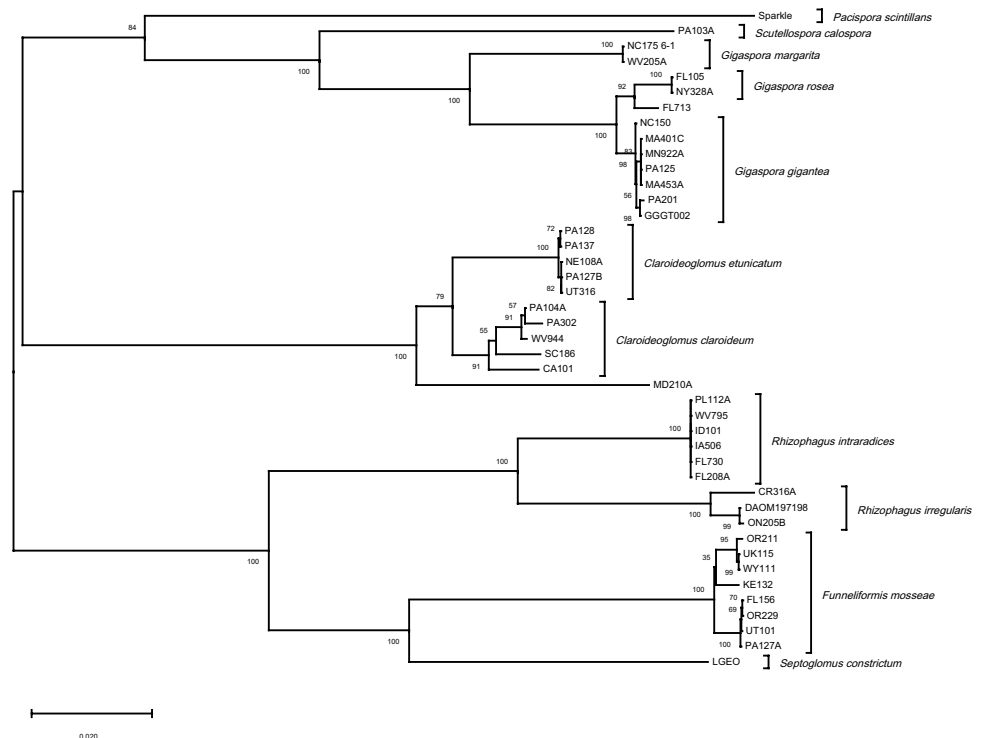 84
Sparkle
Pacispora scintillans
PA103A
Scutellospora calospora
100
100
NC175 6-1
WV205A
Gigaspora margarita
100
100
FL105
NY328A
Gigaspora rosea
92
FL713
100
NC150
MA401C
83
MN922A
98
PA125
Gigaspora gigantea
MA453A
56
PA201
98
GGGT002
72
PA128
100
PA137
NE108A
Claroideoglomus etunicatum
PA127B
82
UT316
79
57
PA104A
91
PA302
55
WV944
Claroideoglomus claroideum
SC186
91
CA101
100
MD210A
PL112A
WV795
100
ID101
Rhizophagus intraradices
IA506
100
FL730
FL208A
CR316A
100
DAOM197198
Rhizophagus irregularis
99
ON205B
95
OR211
35
UK115
99
WY111
100
KE132
Funneliformis mosseae
70
FL156
69
OR229
UT101
100
PA127A
100
100
LGEO
Septoglomus constrictum
0.020